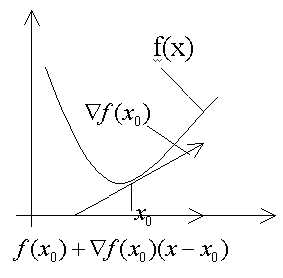 f(x)
∇f(x₀)
x₀
f(x₀) + ∇f(x₀)(x − x₀)